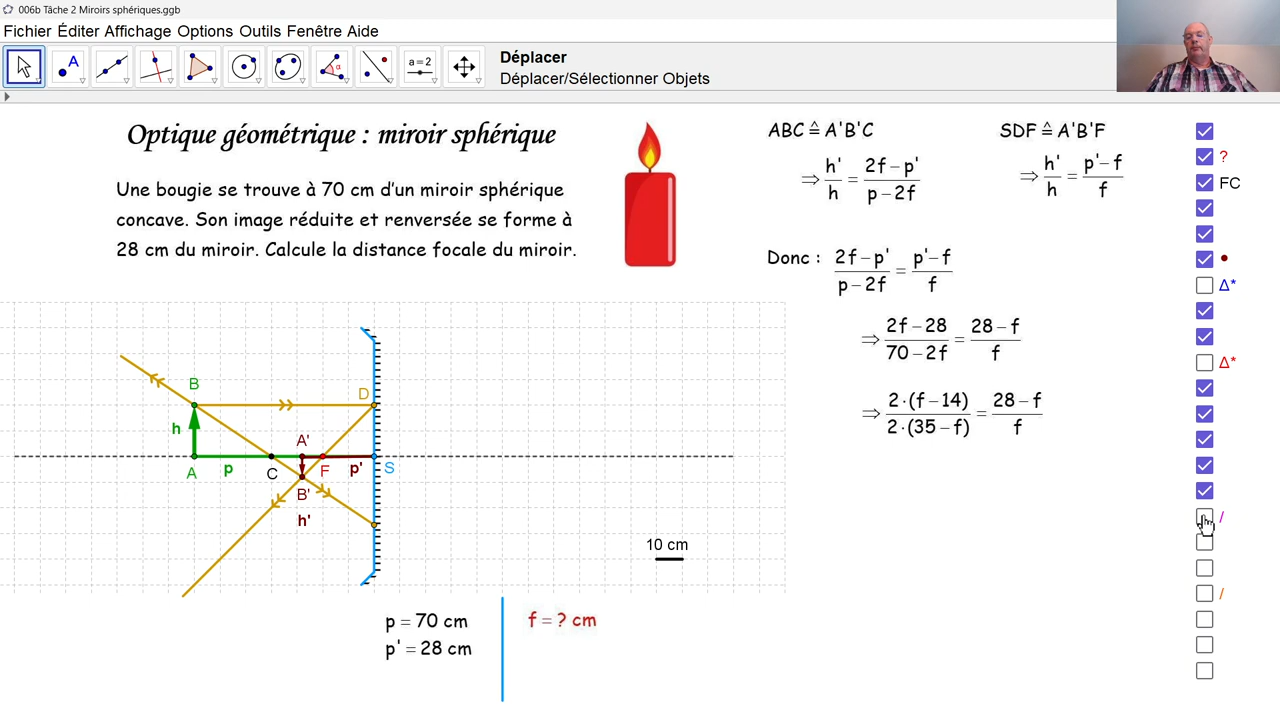 006b Tâche 2 Miroirs sphériques.ggb
Fichier Éditer Affichage Options Outils Fenêtre Aide
A
α
a=2
Déplacer
Déplacer/Sélectionner Objets
Optique géométrique : miroir sphérique
Une bougie se trouve à 70 cm d'un miroir sphérique
concave. Son image réduite et renversée se forme à
28 cm du miroir. Calcule la distance focale du miroir.
ABC ≙ A'B'C
⇒ h'/h = (2f – p')/(p – 2f)
SDF ≙ A'B'F
⇒ h'/h = (p' – f)/f
Donc : (2f – p')/(p – 2f) = (p' – f)/f
⇒ (2f – 28)/(70 – 2f) = (28 – f)/f
⇒ (2·(f – 14))/(2·(35 – f)) = (28 – f)/f
?
FC
•
Δ*
Δ*
/
/
B
D
h
A'
A
p
C
F
p'
S
B'
h'
10 cm
p = 70 cm
p' = 28 cm
f = ? cm